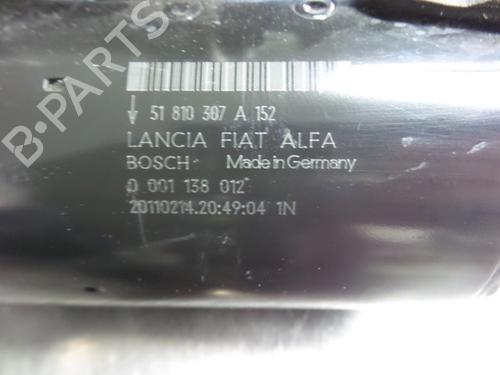 B-PARTS
51 810 307 A 152
LANCIA FIAT ALFA
BOSCH Made in Germany
0 001 138 012
20110214.20:49:04 1N